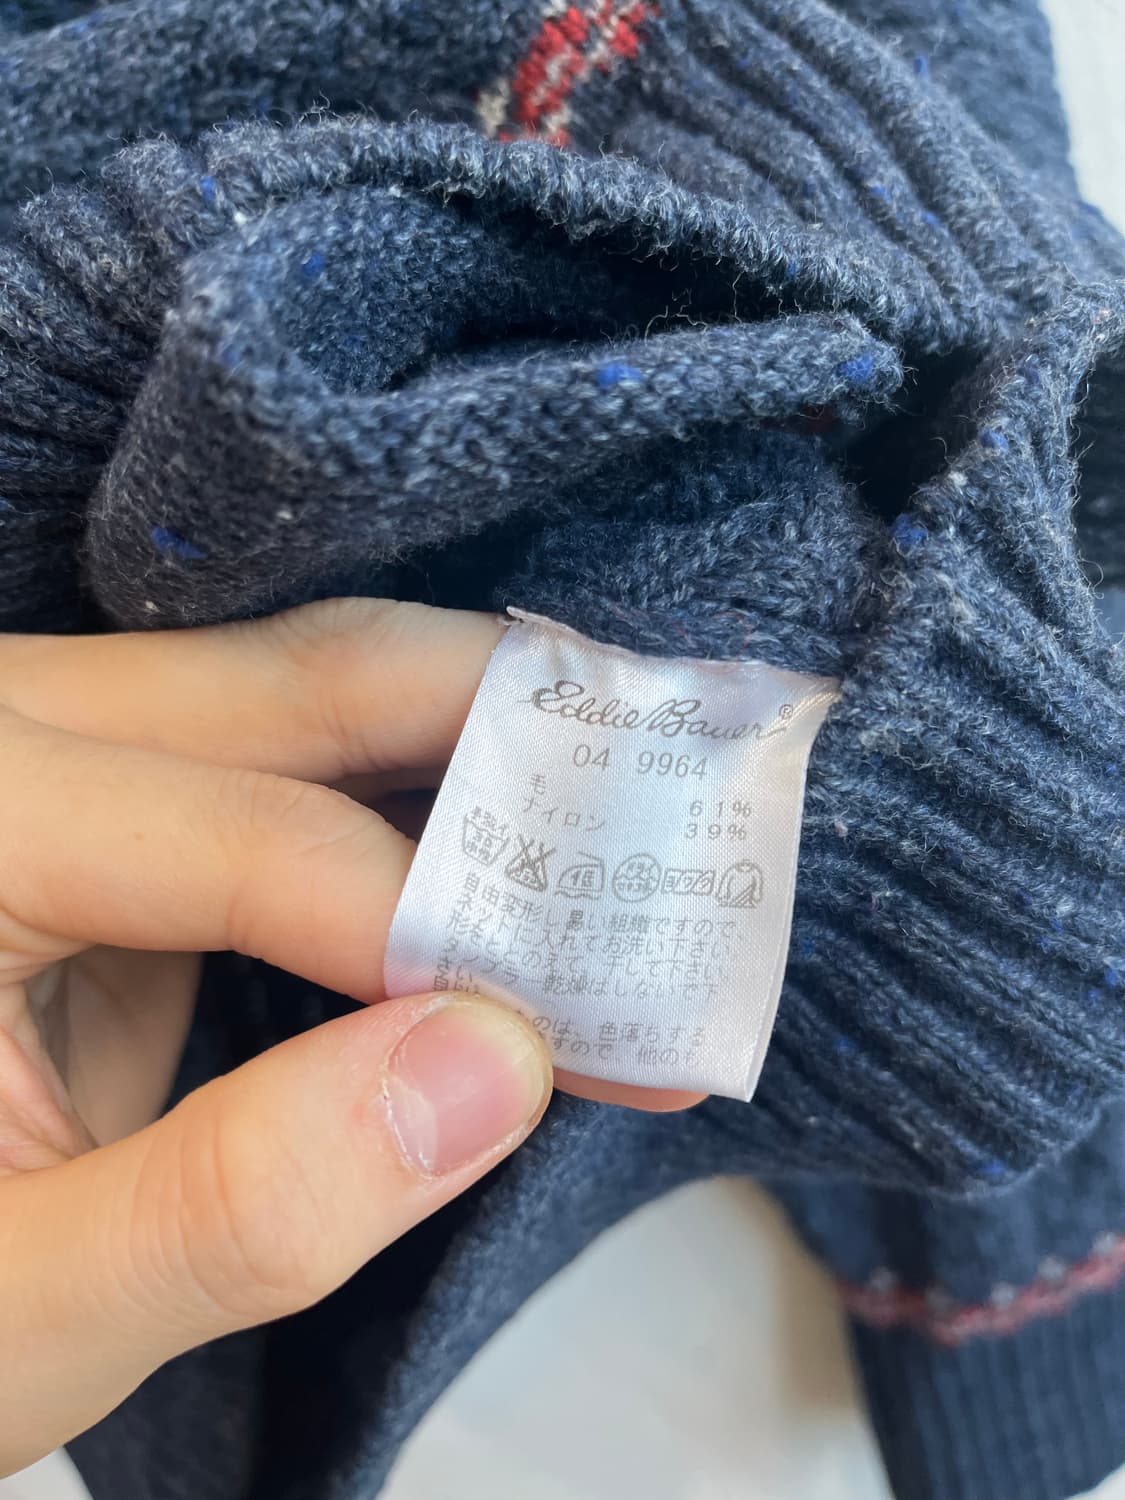 Eddie Bauer®
04 9964
毛 61%
ナイロン 39%
自由変形し易い組織ですので
ネットに入れてお洗い下さい
形をととのえて、干して下さい
タンブラー乾燥はしないで下
さい
のは、色落ちする
ますので 他のも